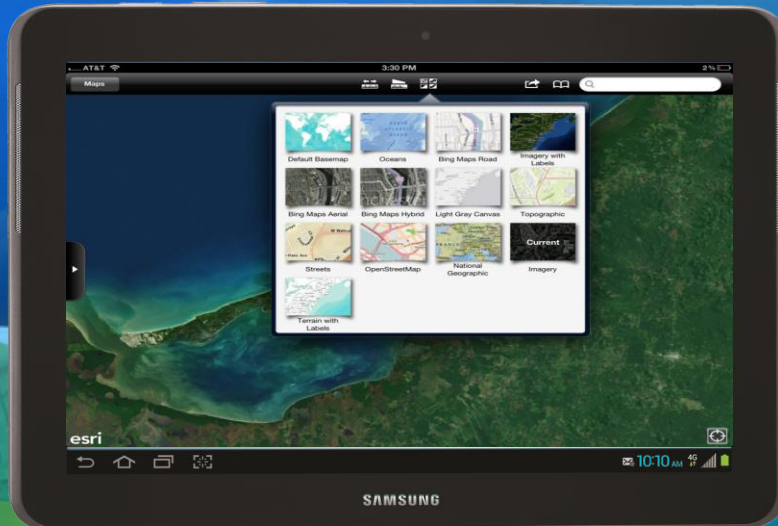 AT&T
3:30 PM
2%
Maps
Default Basemap
Oceans
Bing Maps Road
Imagery with
Labels
Bing Maps Aerial
Bing Maps Hybrid
Light Gray Canvas
Topographic
Streets
OpenStreetMap
Current
National
Geographic
Imagery
Terrain with
Labels
esri
10:10 AM
4G
SAMSUNG